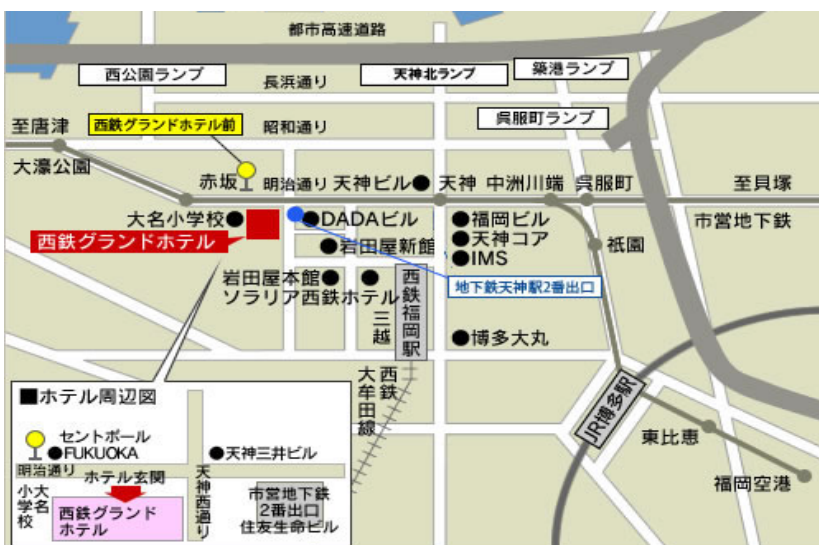 都市高速道路
西公園ランプ
長浜通り
天神北ランプ
築港ランプ
至唐津
西鉄グランドホテル前
昭和通り
呉服町ランプ
大濠公園
赤坂
明治通り
天神ビル
天神
中洲川端
呉服町
至貝塚
大名小学校
DADAビル
福岡ビル
市営地下鉄
西鉄グランドホテル
岩田屋新館
天神コア
祇園
IMS
岩田屋本館
ソラリア西鉄ホテル
西鉄福岡駅
地下鉄天神駅2番出口
三越
博多大丸
西鉄
大牟田線
JR博多駅
東比恵
福岡空港
■ホテル周辺図
セントポール
FUKUOKA
天神三井ビル
明治通り
ホテル玄関
天神西通り
大名
小学校
西鉄グランド
ホテル
市営地下鉄
2番出口
住友生命ビル